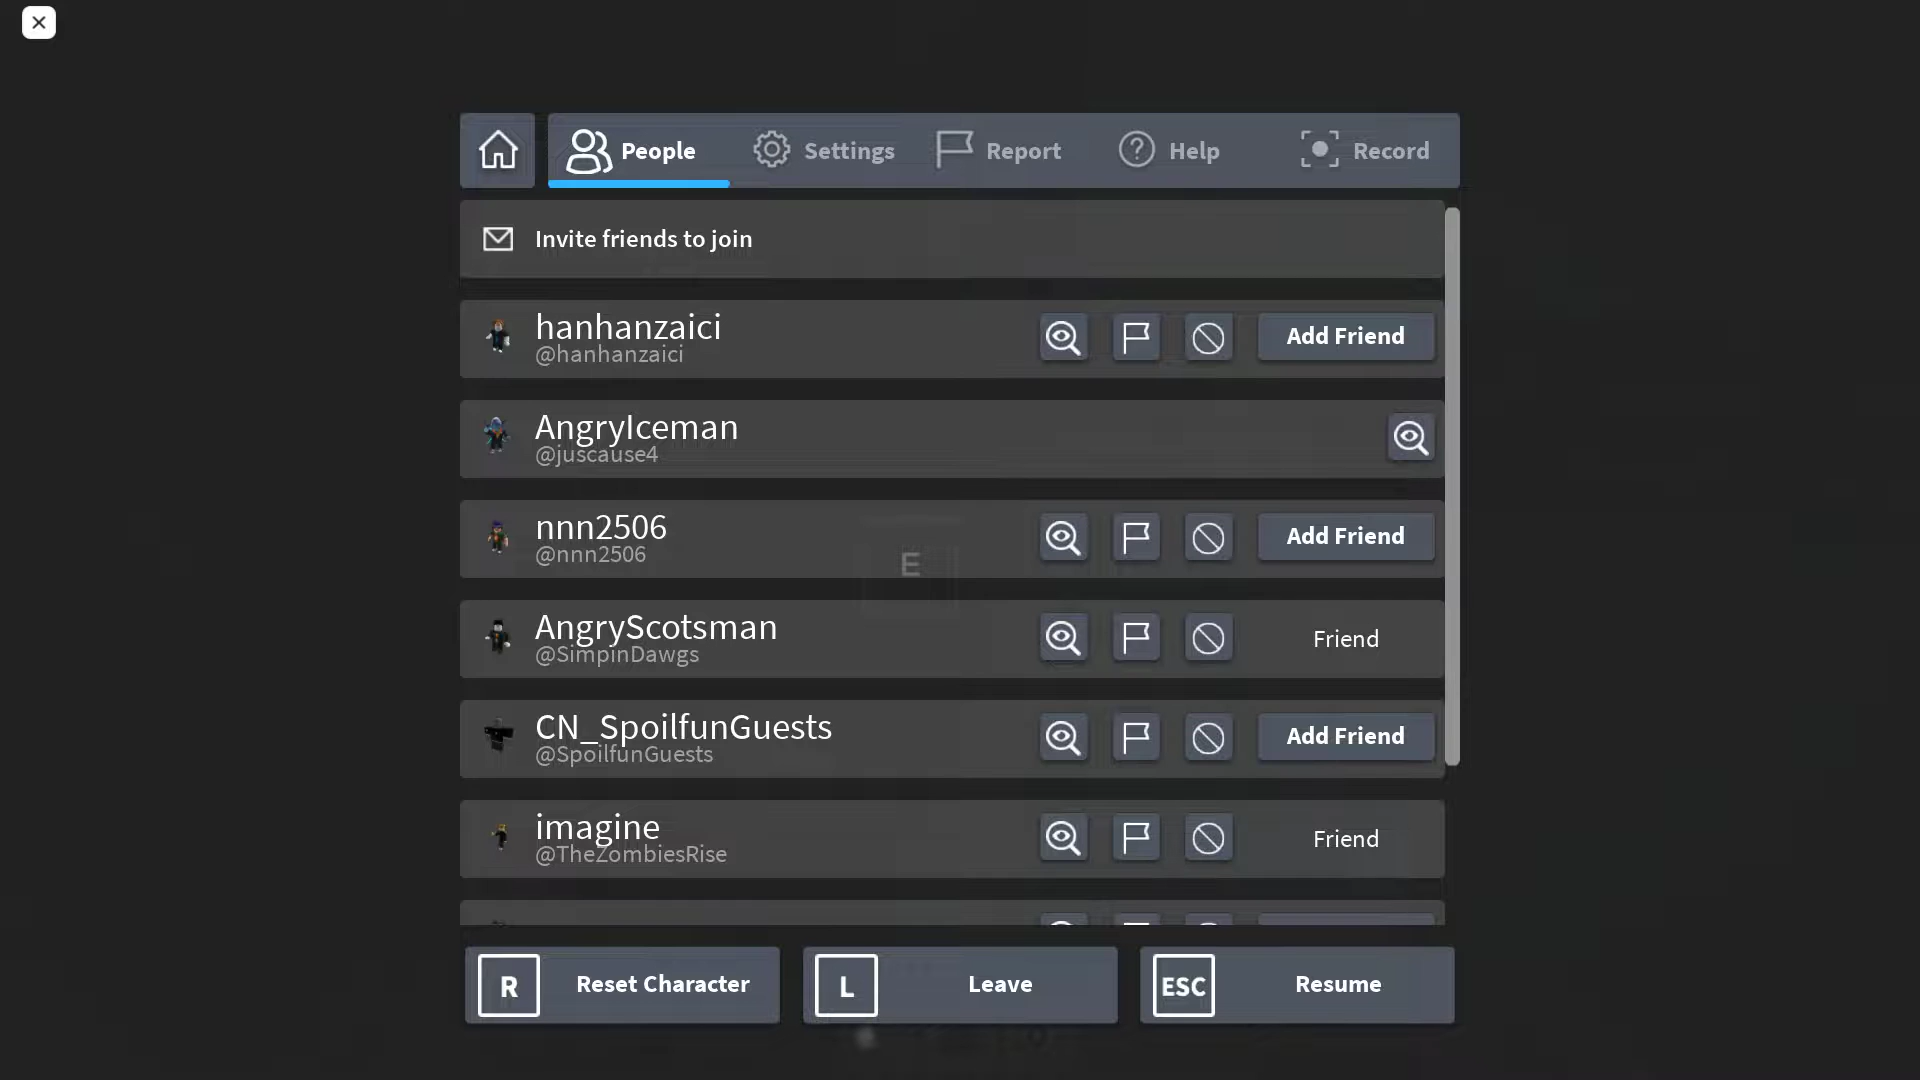 People
Settings
Report
Help
Record
Invite friends to join
hanhanzaici
@hanhanzaici
Add Friend
AngryIceman
@juscause4
nnn2506
@nnn2506
Add Friend
E
AngryScotsman
@SimpinDawgs
Friend
CN_SpoilfunGuests
@SpoilfunGuests
Add Friend
imagine
@TheZombiesRise
Friend
R Reset Character
L Leave
ESC Resume